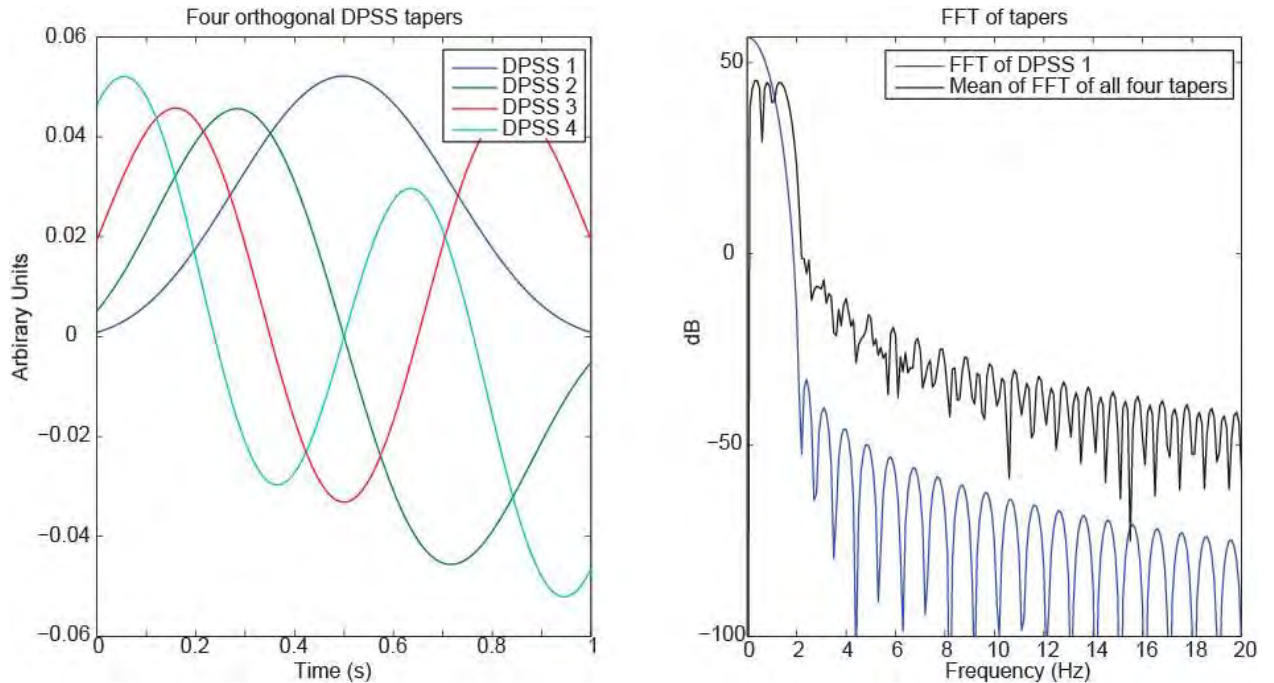 Four orthogonal DPSS tapers
0.06
0.04
0.02
0
−0.02
−0.04
−0.06
Arbirary Units
DPSS 1
DPSS 2
DPSS 3
DPSS 4
0 0.2 0.4 0.6 0.8 1
Time (s)
FFT of tapers
50
0
−50
−100
dB
FFT of DPSS 1
Mean of FFT of all four tapers
0 2 4 6 8 10 12 14 16 18 20
Frequency (Hz)